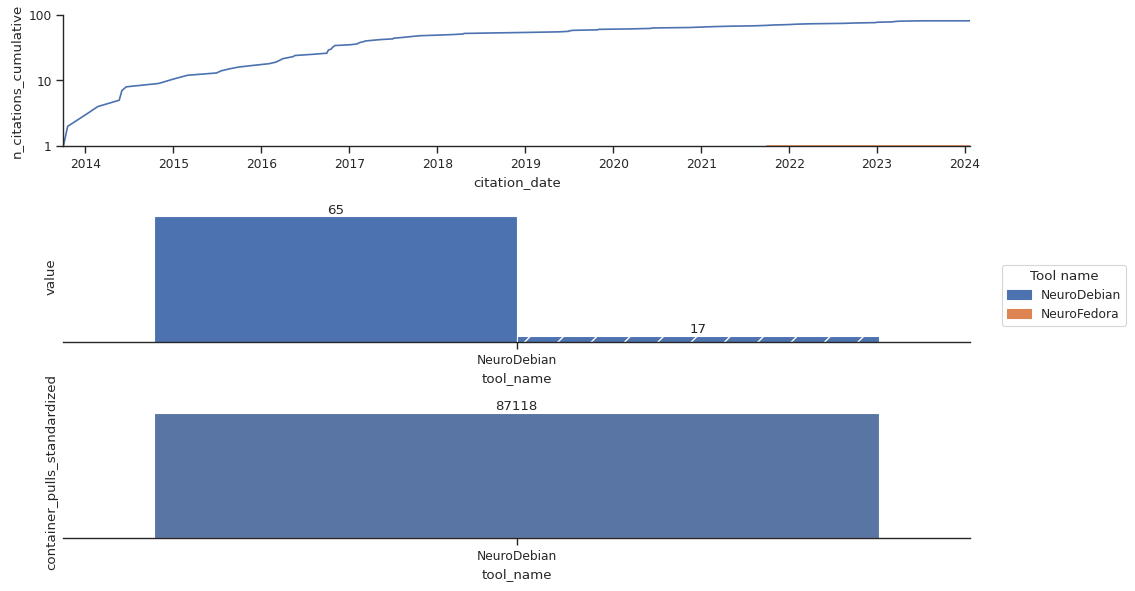 n_citations_cumulative
100
10
1
2014 2015 2016 2017 2018 2019 2020 2021 2022 2023 2024
citation_date
value
65
17
NeuroDebian
tool_name
Tool name
NeuroDebian
NeuroFedora
container_pulls_standardized
87118
NeuroDebian
tool_name